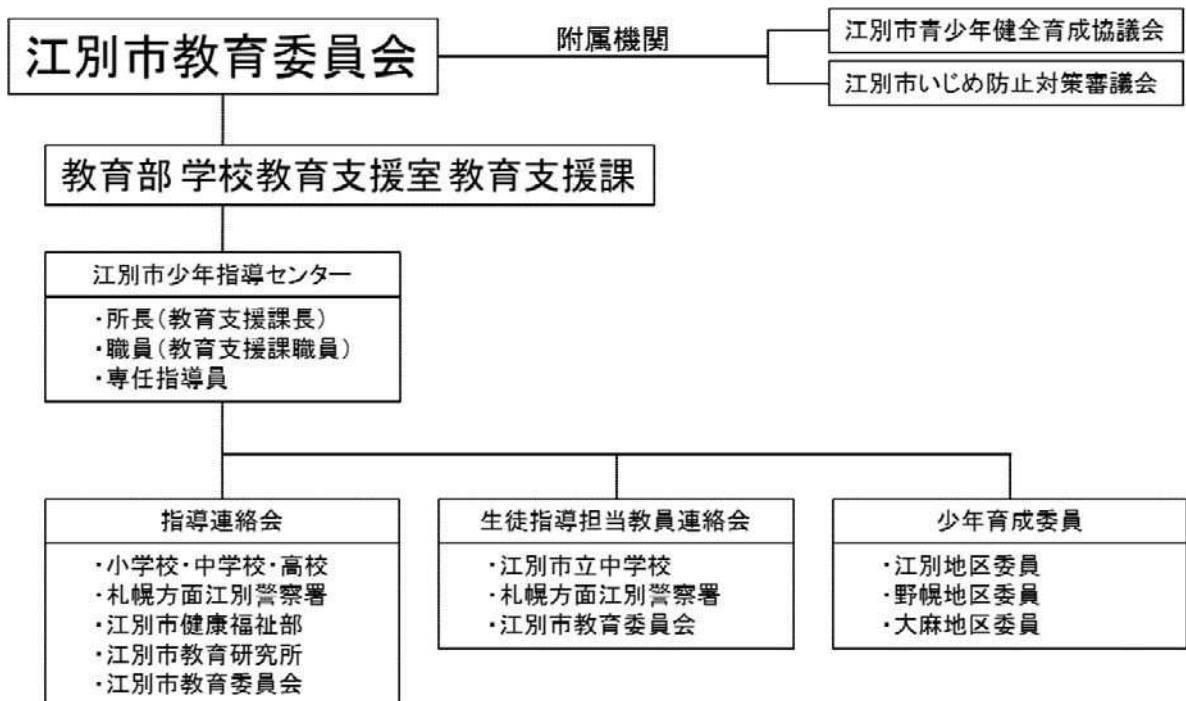 江別市教育委員会
附属機関
江別市青少年健全育成協議会
江別市いじめ防止対策審議会
教育部 学校教育支援室 教育支援課
江別市少年指導センター
・所長(教育支援課長)
・職員(教育支援課職員)
・専任指導員
指導連絡会
・小学校・中学校・高校
・札幌方面江別警察署
・江別市健康福祉部
・江別市教育研究所
・江別市教育委員会
生徒指導担当教員連絡会
・江別市立中学校
・札幌方面江別警察署
・江別市教育委員会
少年育成委員
・江別地区委員
・野幌地区委員
・大麻地区委員